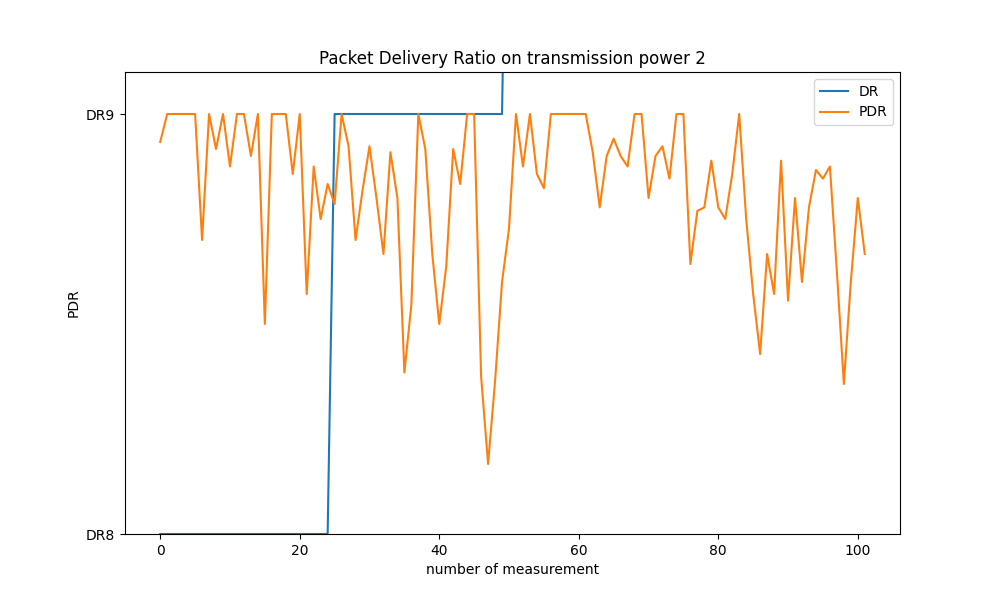 Packet Delivery Ratio on transmission power 2
DR
PDR
DR9
PDR
DR8
0 20 40 60 80 100
number of measurement